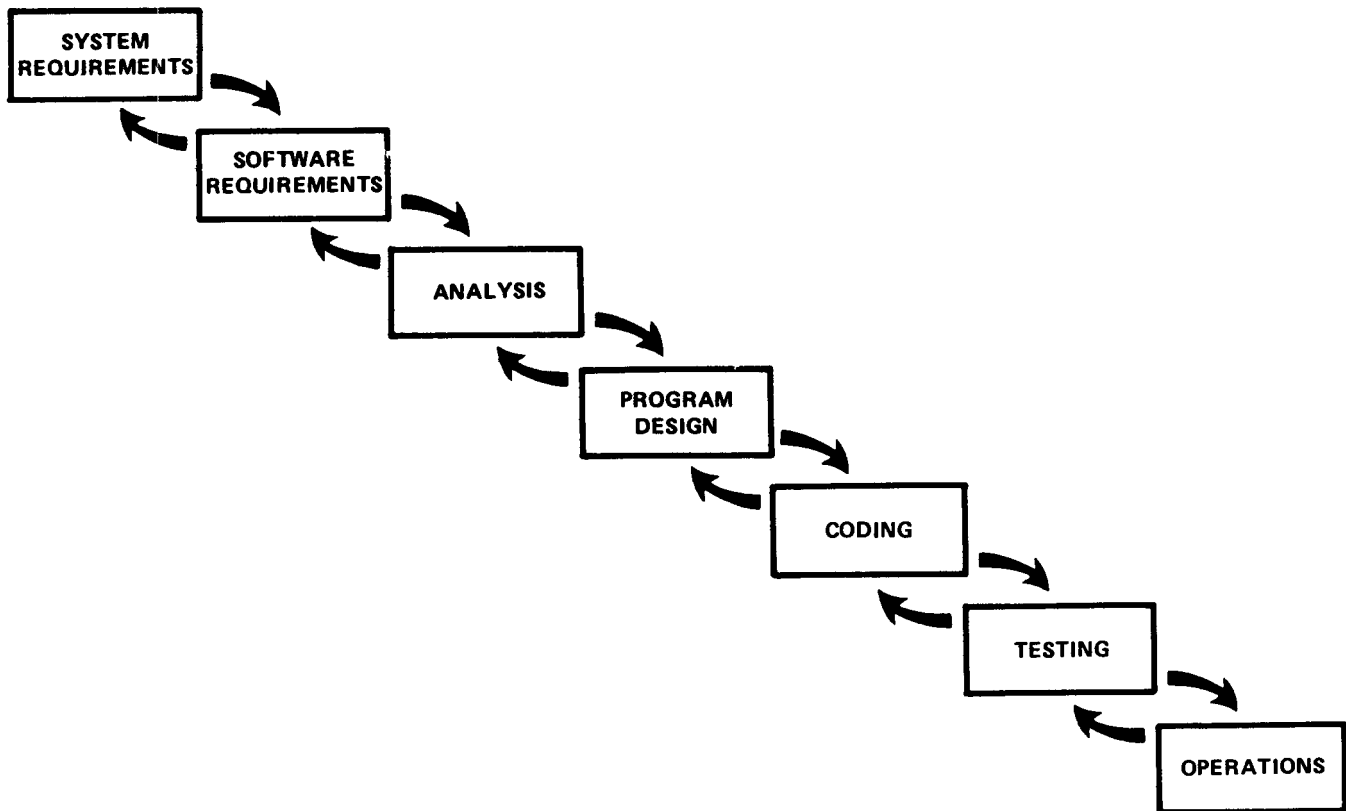 SYSTEM
REQUIREMENTS
SOFTWARE
REQUIREMENTS
ANALYSIS
PROGRAM
DESIGN
CODING
TESTING
OPERATIONS